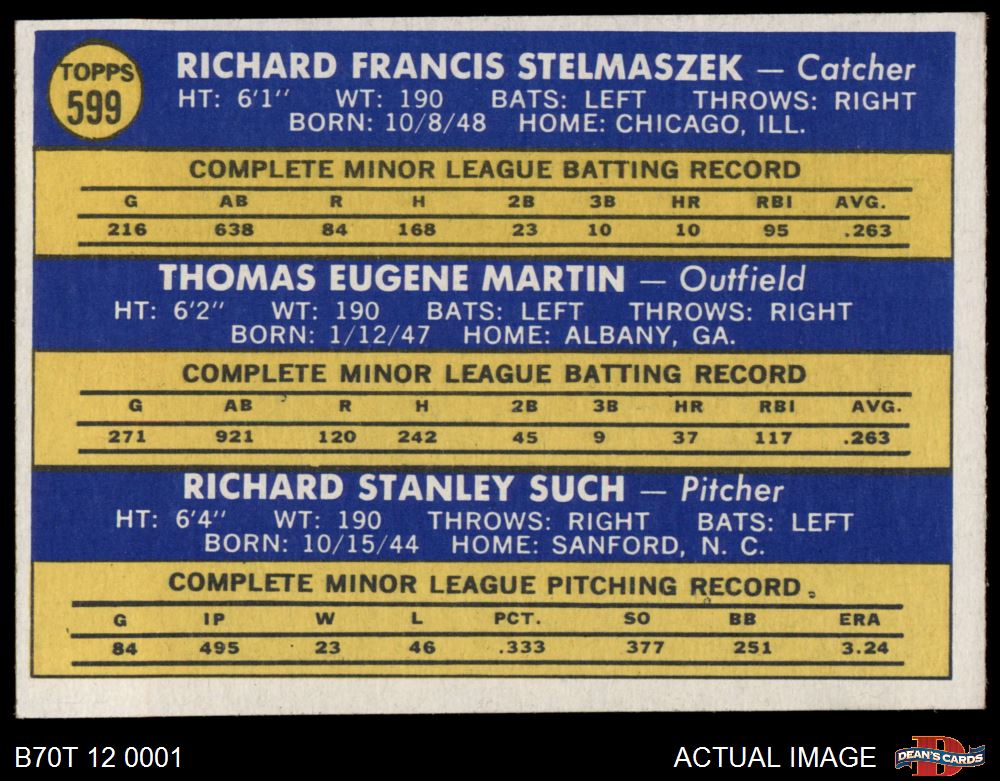 TOPPS
599
RICHARD FRANCIS STELMASZEK — Catcher
HT: 6'1" WT: 190 BATS: LEFT THROWS: RIGHT
BORN: 10/8/48 HOME: CHICAGO, ILL.
COMPLETE MINOR LEAGUE BATTING RECORD
G AB R H 2B 3B HR RBI AVG.
216 638 84 168 23 10 10 95 .263
THOMAS EUGENE MARTIN — Outfield
HT: 6'2" WT: 190 BATS: LEFT THROWS: RIGHT
BORN: 1/12/47 HOME: ALBANY, GA.
COMPLETE MINOR LEAGUE BATTING RECORD
G AB R H 2B 3B HR RBI AVG.
271 921 120 242 45 9 37 117 .263
RICHARD STANLEY SUCH — Pitcher
HT: 6'4" WT: 190 THROWS: RIGHT BATS: LEFT
BORN: 10/15/44 HOME: SANFORD, N. C.
COMPLETE MINOR LEAGUE PITCHING RECORD
G IP W L PCT. SO BB ERA
84 495 23 46 .333 377 251 3.24
B70T 12 0001
ACTUAL IMAGE
D
DEAN'S CARDS